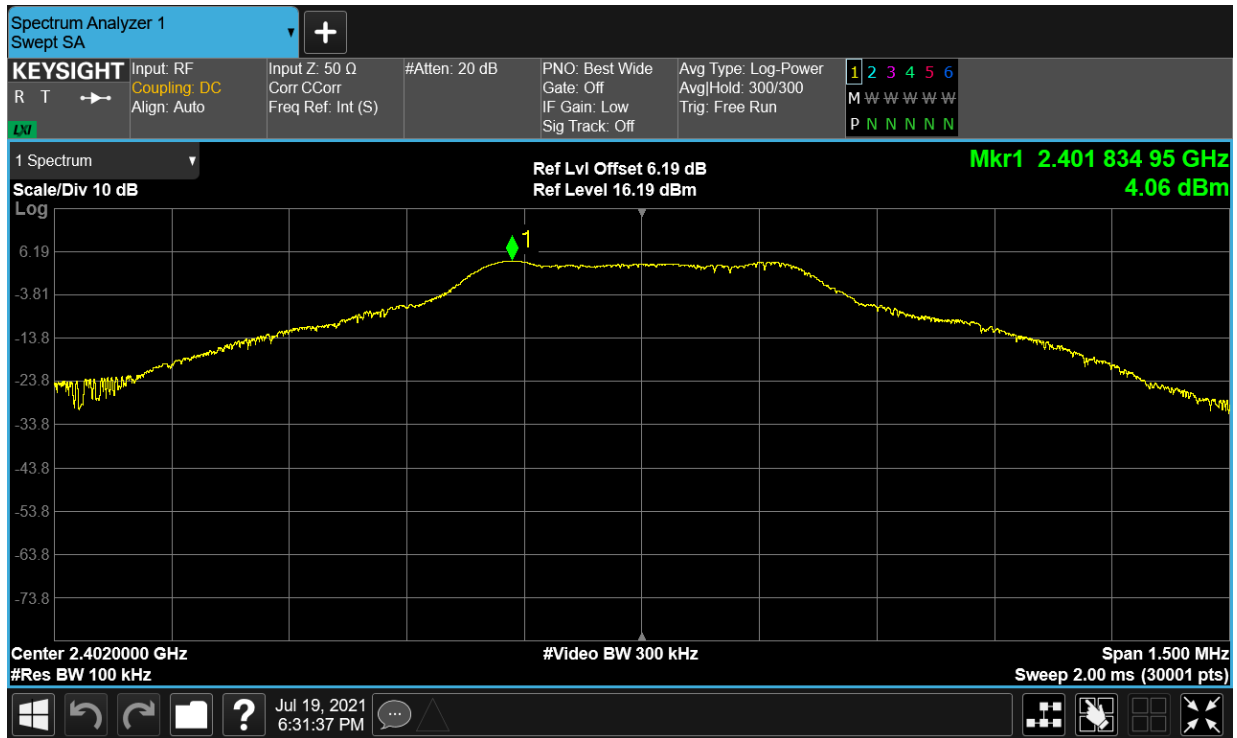 Spectrum Analyzer 1
Swept SA
▼
+
KEYSIGHT
R T
LXI
Input: RF
Coupling: DC
Align: Auto
Input Z: 50 Ω
Corr CCorr
Freq Ref: Int (S)
#Atten: 20 dB
PNO: Best Wide
Gate: Off
IF Gain: Low
Sig Track: Off
Avg Type: Log-Power
Avg|Hold: 300/300
Trig: Free Run
1 2 3 4 5 6
M W W W W W
P N N N N N
1 Spectrum ▼
Scale/Div 10 dB
Log
Ref Lvl Offset 6.19 dB
Ref Level 16.19 dBm
Mkr1 2.401 834 95 GHz
4.06 dBm
1
6.19
-3.81
-13.8
-23.8
-33.8
-43.8
-53.8
-63.8
-73.8
Center 2.4020000 GHz
#Res BW 100 kHz
#Video BW 300 kHz
Span 1.500 MHz
Sweep 2.00 ms (30001 pts)
?
Jul 19, 2021
6:31:37 PM